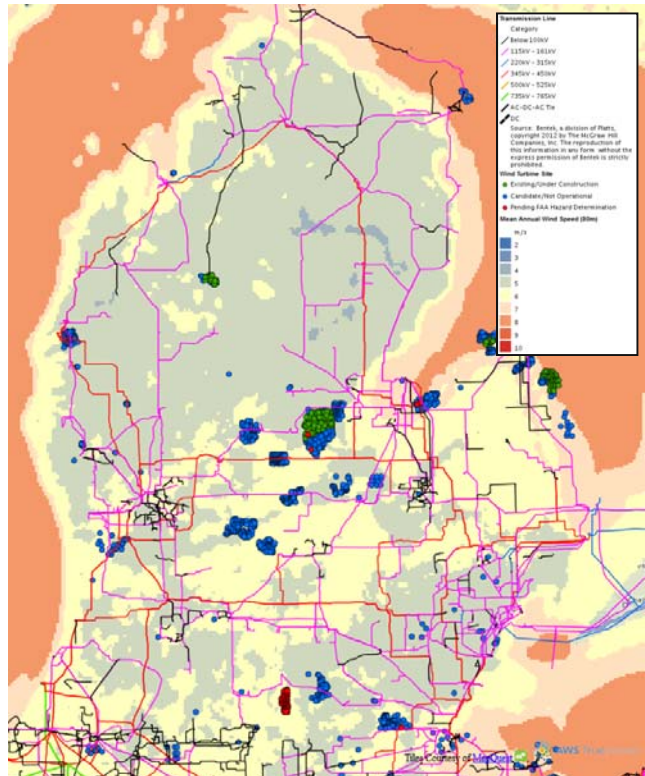 Transmission Line
Category
Below 100kV
115kV - 161kV
220kV - 315kV
345kV - 450kV
500kV - 525kV
735kV - 765kV
AC-DC-AC Tie
DC
Source: Bentek, a division of Platts,
copyright 2012 by The McGraw Hill
Companies, Inc. The reproduction of
this information in any form without the
express permission of Bentek is strictly
prohibited.
Wind Turbine Site
Existing/Under Construction
Candidate/Not Operational
Pending FAA Hazard Determination
Mean Annual Wind Speed (80m)
M/s
2
3
4
5
6
7
8
9
10
AWS
Tiles Courtesy of MapQuest